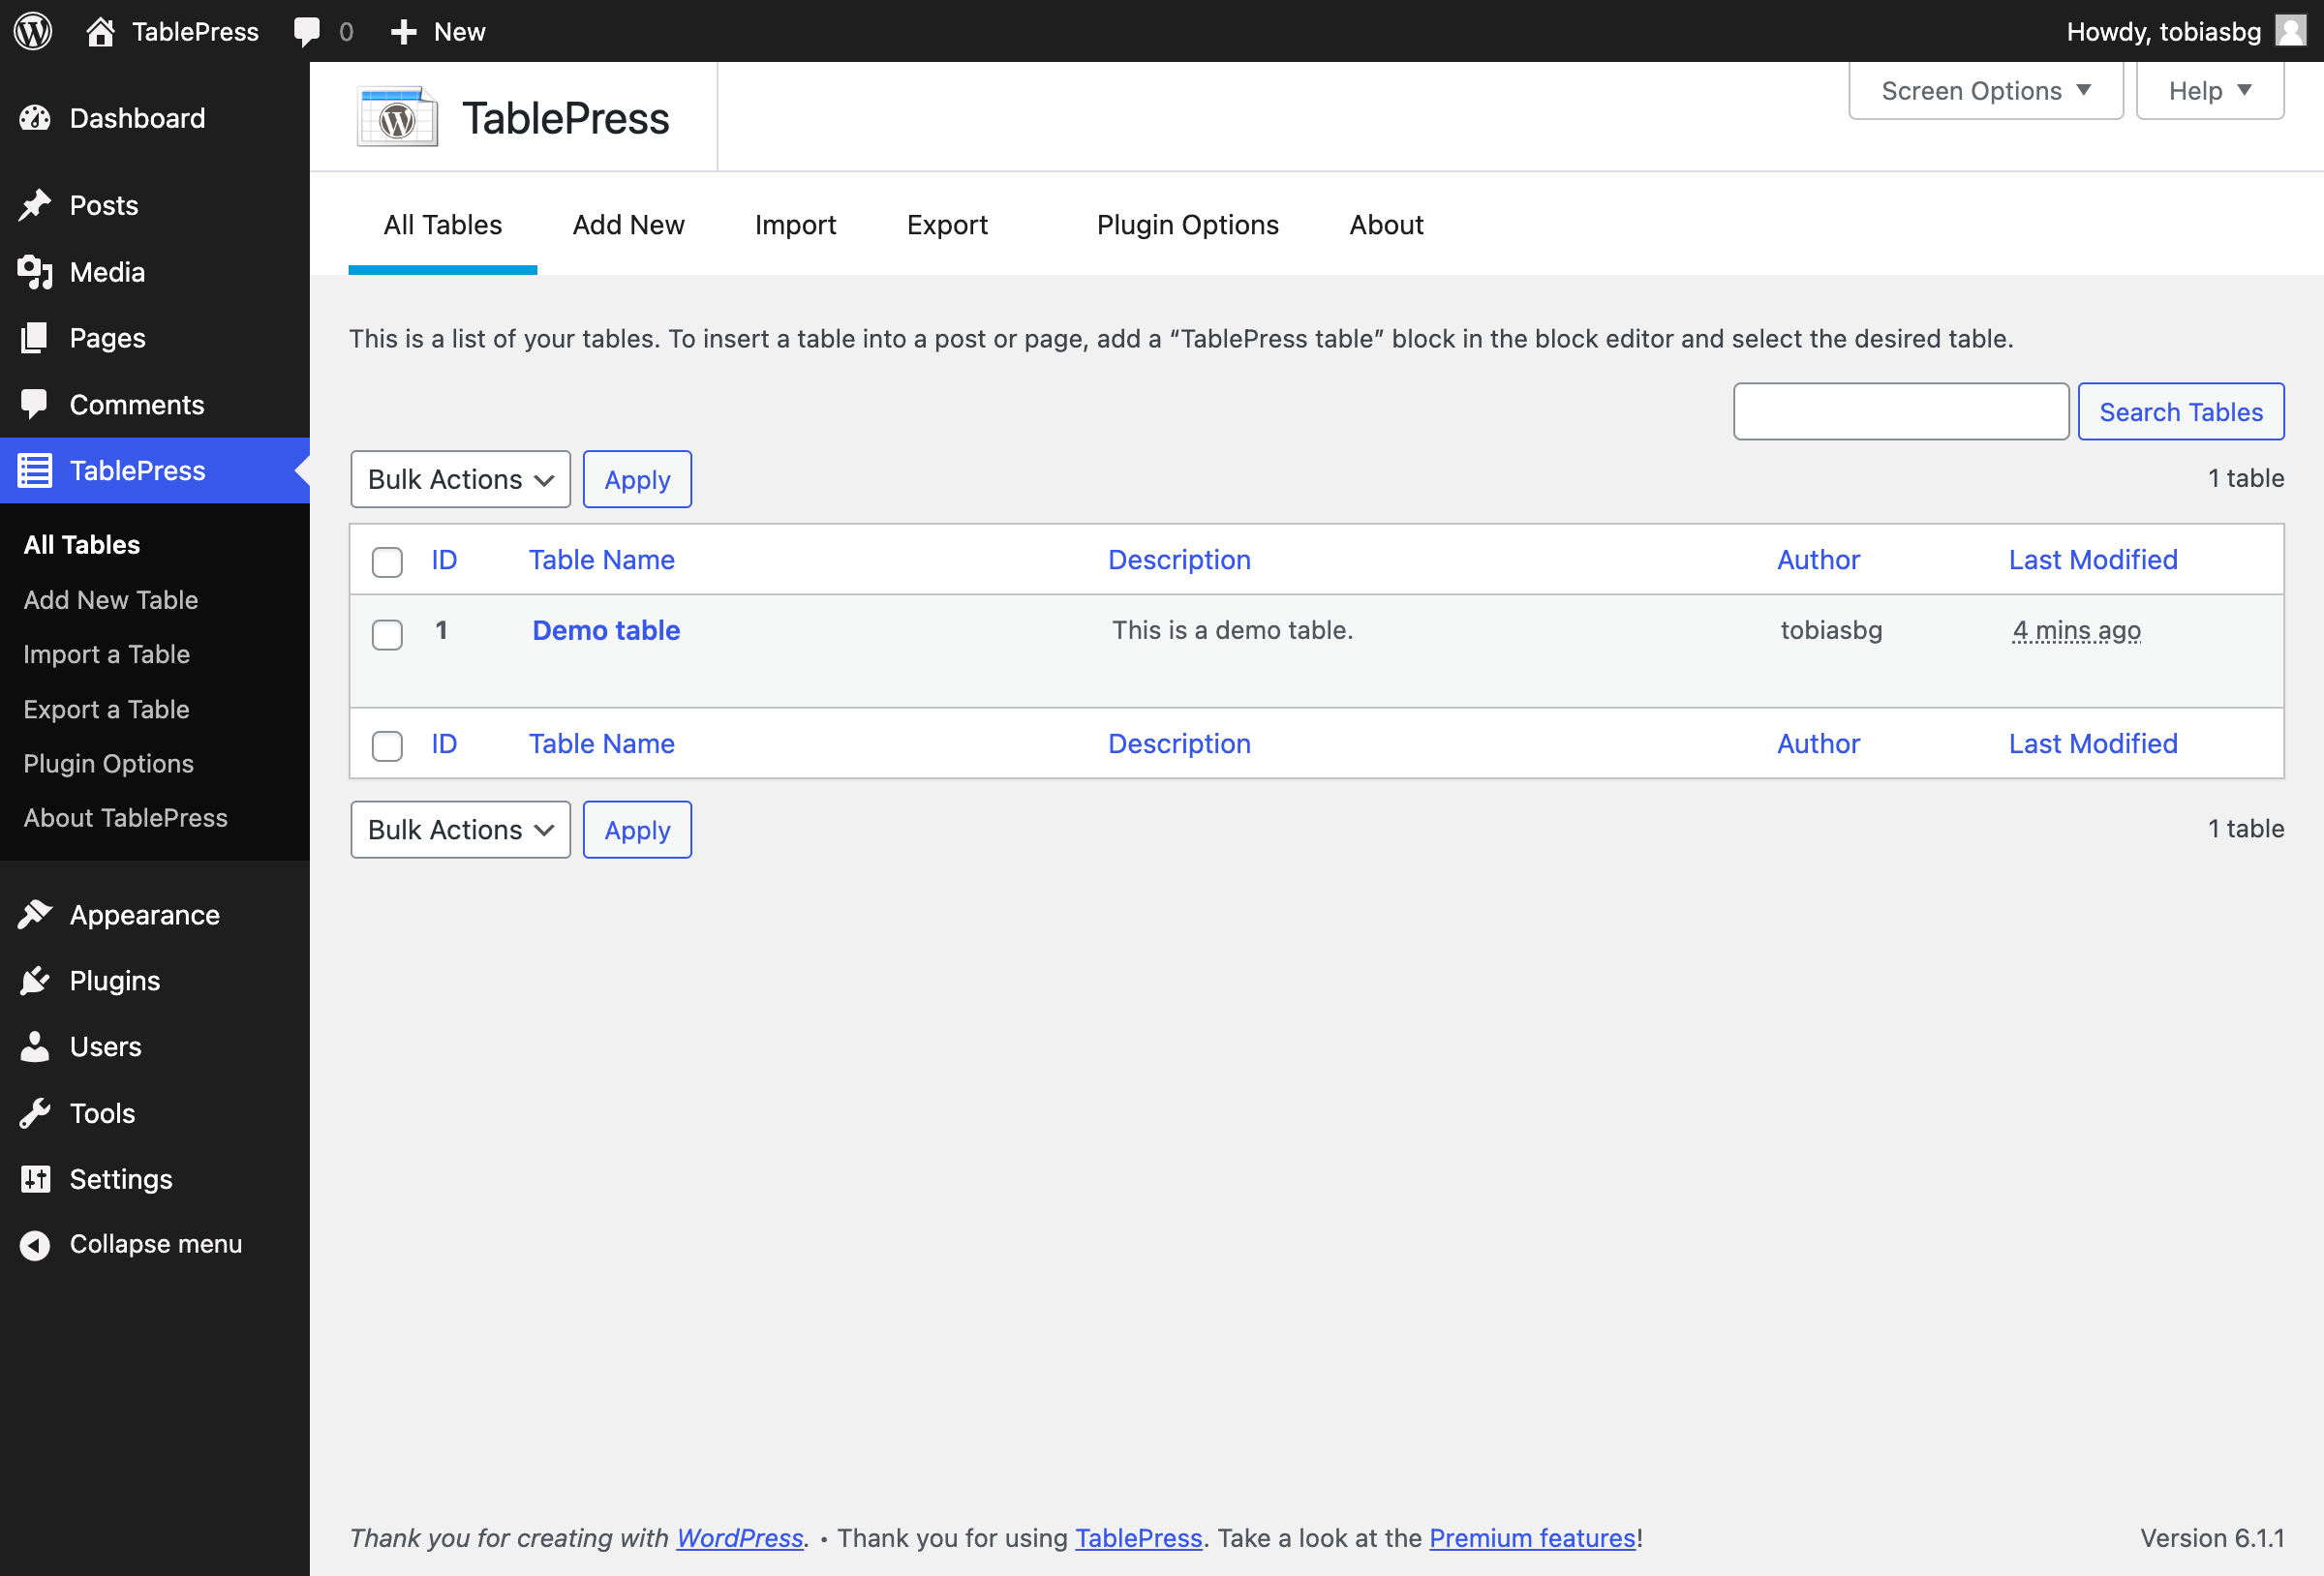 TablePress 0 New Howdy, tobiasbg
Dashboard
Posts
Media
Pages
Comments
TablePress
All Tables
Add New Table
Import a Table
Export a Table
Plugin Options
About TablePress
Appearance
Plugins
Users
Tools
Settings
Collapse menu
TablePress
Screen Options Help
All Tables Add New Import Export Plugin Options About
This is a list of your tables. To insert a table into a post or page, add a “TablePress table” block in the block editor and select the desired table.
Search Tables
Bulk Actions Apply 1 table
ID Table Name Description Author Last Modified
1 Demo table This is a demo table. tobiasbg 4 mins ago
ID Table Name Description Author Last Modified
Bulk Actions Apply 1 table
Thank you for creating with WordPress. • Thank you for using TablePress. Take a look at the Premium features! Version 6.1.1